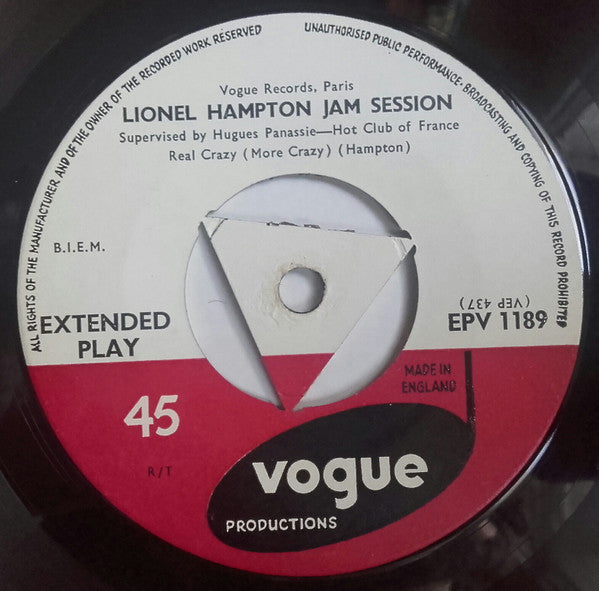 ALL RIGHTS OF THE MANUFACTURER AND OF THE OWNER OF THE RECORDED WORK RESERVED
UNAUTHORISED PUBLIC PERFORMANCE, BROADCASTING AND COPYING OF THIS RECORD PROHIBITED
Vogue Records, Paris
LIONEL HAMPTON JAM SESSION
Supervised by Hugues Panassie—Hot Club of France
Real Crazy (More Crazy) (Hampton)
B.I.E.M.
(VEP 437)
EXTENDED
PLAY
EPV 1189
MADE IN
ENGLAND
45
R/T
vogue
PRODUCTIONS